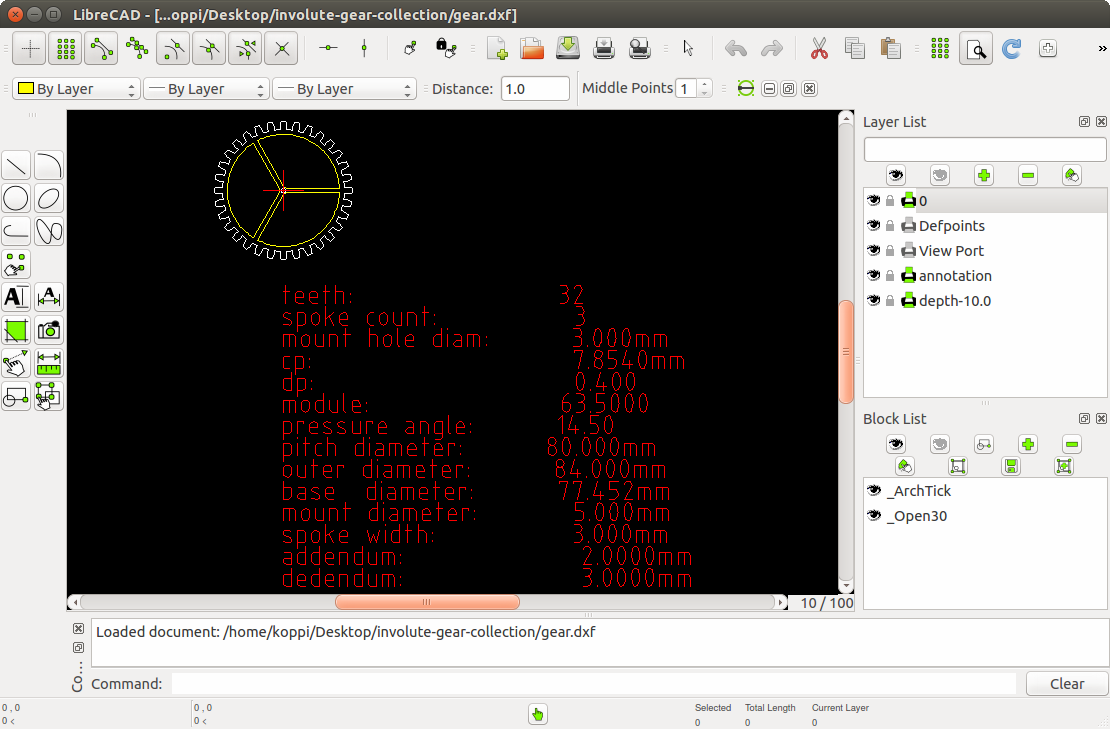 LibreCAD - [...oppi/Desktop/involute-gear-collection/gear.dxf]
By Layer
By Layer
By Layer
Distance:
1.0
Middle Points
1
Layer List
0
Defpoints
View Port
annotation
depth-10.0
teeth: 32
spoke count: 3
mount hole diam: 3.000mm
cp: 7.8540mm
dp: 0.400
module: 63.5000
pressure angle: 14.50
pitch diameter: 80.000mm
outer diameter: 84.000mm
base diameter: 77.452mm
mount diameter: 5.000mm
spoke width: 3.000mm
addendum: 2.0000mm
dedendum: 3.0000mm
Block List
_ArchTick
_Open30
10 / 100
Co...
Loaded document: /home/koppi/Desktop/involute-gear-collection/gear.dxf
Command:
Clear
0 , 0
0 <
0 , 0
0 <
Selected
0
Total Length
0
Current Layer
0